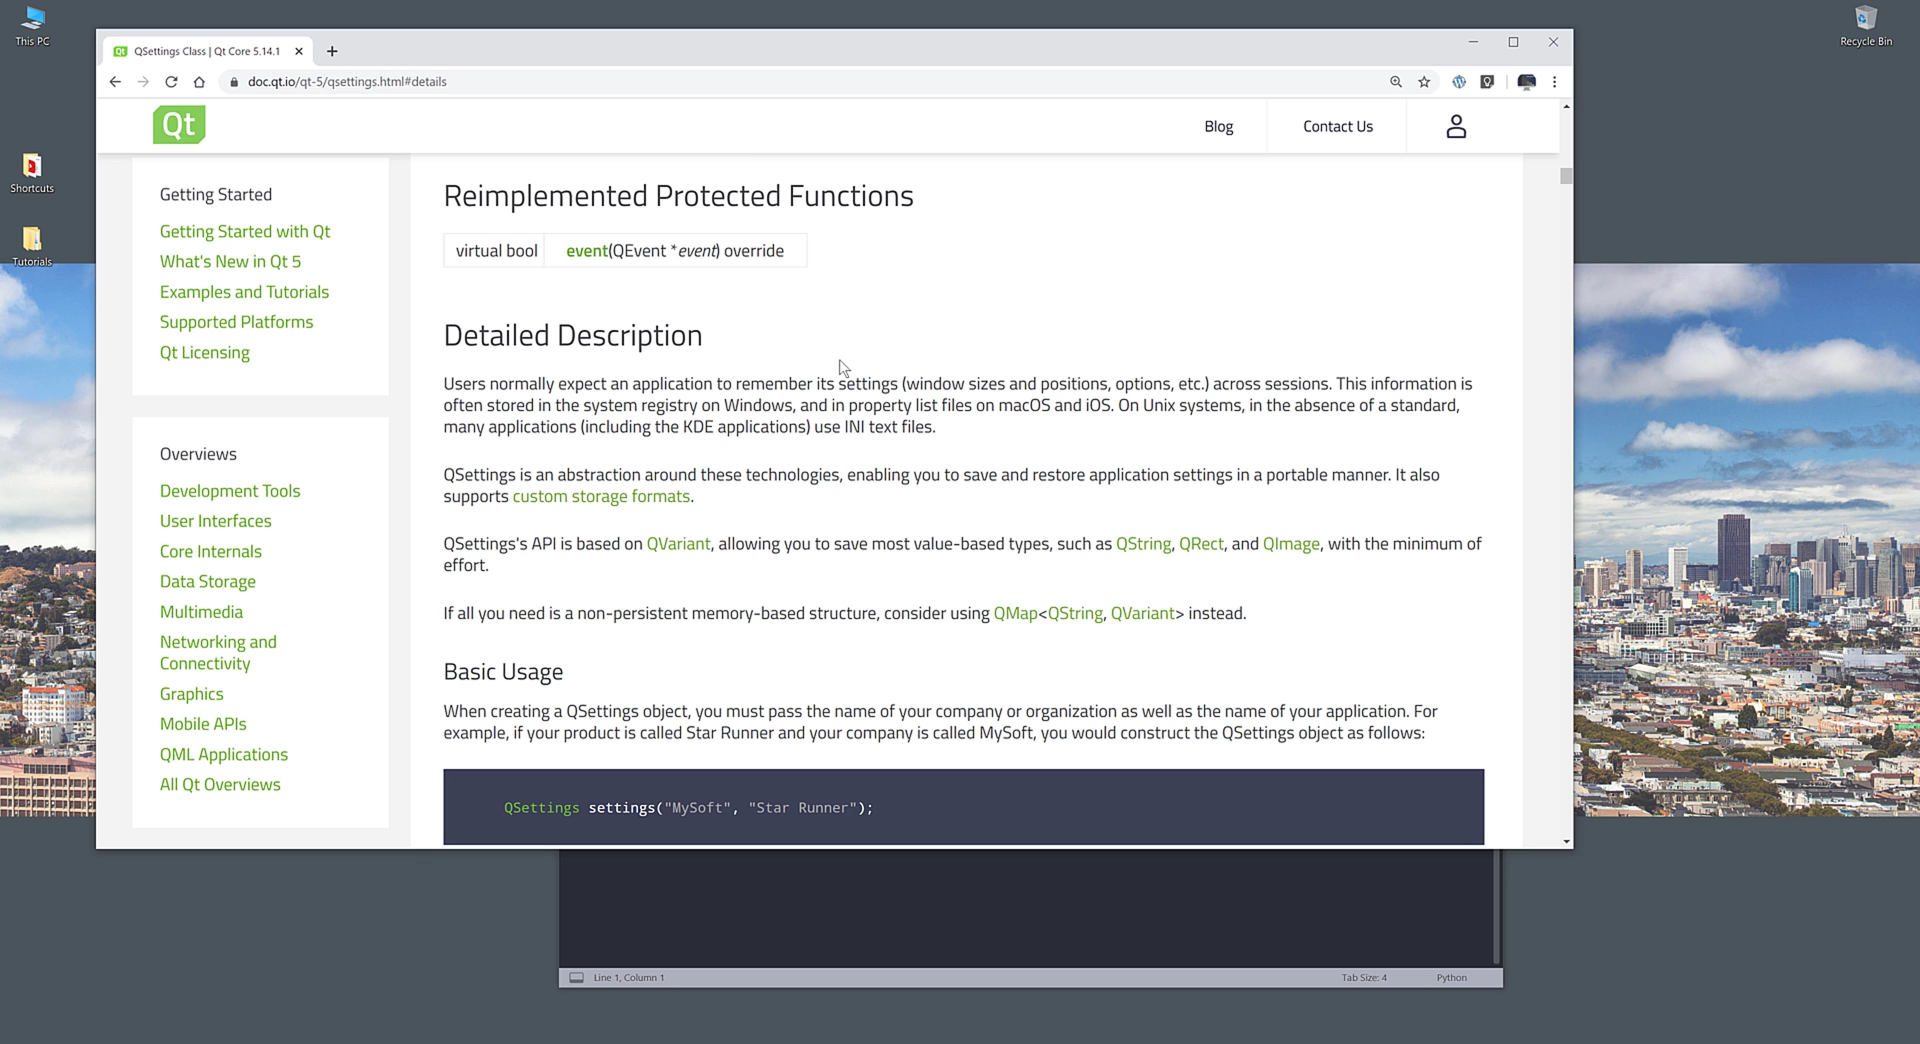 This PC
Recycle Bin
Shortcuts
Tutorials
Qt QSettings Class | Qt Core 5.14.1
doc.qt.io/qt-5/qsettings.html#details
Qt
Blog
Contact Us
Getting Started
Getting Started with Qt
What's New in Qt 5
Examples and Tutorials
Supported Platforms
Qt Licensing
Overviews
Development Tools
User Interfaces
Core Internals
Data Storage
Multimedia
Networking and
Connectivity
Graphics
Mobile APIs
QML Applications
All Qt Overviews
Reimplemented Protected Functions
virtual bool event(QEvent *event) override
Detailed Description
Users normally expect an application to remember its settings (window sizes and positions, options, etc.) across sessions. This information is
often stored in the system registry on Windows, and in property list files on macOS and iOS. On Unix systems, in the absence of a standard,
many applications (including the KDE applications) use INI text files.
QSettings is an abstraction around these technologies, enabling you to save and restore application settings in a portable manner. It also
supports custom storage formats.
QSettings's API is based on QVariant, allowing you to save most value-based types, such as QString, QRect, and QImage, with the minimum of
effort.
If all you need is a non-persistent memory-based structure, consider using QMap<QString, QVariant> instead.
Basic Usage
When creating a QSettings object, you must pass the name of your company or organization as well as the name of your application. For
example, if your product is called Star Runner and your company is called MySoft, you would construct the QSettings object as follows:
QSettings settings("MySoft", "Star Runner");
Line 1, Column 1
Tab Size: 4
Python